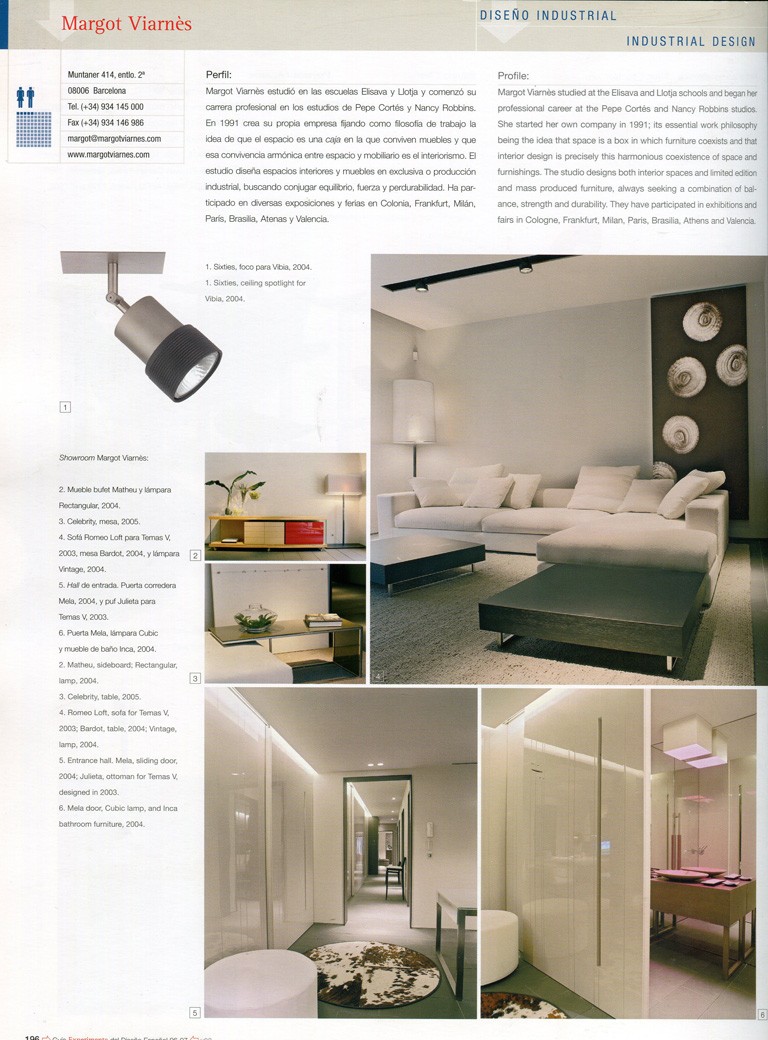 Margot Viarnès
DISEÑO INDUSTRIAL
INDUSTRIAL DESIGN
Muntaner 414, entlo. 2ª
08006 Barcelona
Tel. (+34) 934 145 000
Fax (+34) 934 146 986
margot@margotviarnes.com
www.margotviarnes.com
Perfil:
Margot Viarnès estudió en las escuelas Elisava y Llotja y comenzó su
carrera profesional en los estudios de Pepe Cortés y Nancy Robbins.
En 1991 crea su propia empresa fijando como filosofía de trabajo la
idea de que el espacio es una caja en la que conviven muebles y que
esa convivencia armónica entre espacio y mobiliario es el interiorismo. El
estudio diseña espacios interiores y muebles en exclusiva o producción
industrial, buscando conjugar equilibrio, fuerza y perdurabilidad. Ha par-
ticipado en diversas exposiciones y ferias en Colonia, Frankfurt, Milán,
Paris, Brasilia, Atenas y Valencia.
Profile:
Margot Viarnès studied at the Elisava and Llotja schools and began her
professional career at the Pepe Cortés and Nancy Robbins studios.
She started her own company in 1991; its essential work philosophy
being the idea that space is a box in which furniture coexists and that
interior design is precisely this harmonious coexistence of space and
furnishings. The studio designs both interior spaces and limited edition
and mass produced furniture, always seeking a combination of bal-
ance, strength and durability. They have participated in exhibitions and
fairs in Cologne, Frankfurt, Milan, Paris, Brasilia, Athens and Valencia.
1. Sixties, foco para Vibia, 2004.
1. Sixties, ceiling spotlight for
Vibia, 2004.
1
Showroom Margot Viarnès:
2. Mueble bufet Matheu y lámpara
Rectangular, 2004.
3. Celebrity, mesa, 2005.
4. Sofá Romeo Loft para Temas V,
2003, mesa Bardot, 2004, y lámpara
Vintage, 2004.
5. Hall de entrada. Puerta corredera
Mela, 2004, y puf Julieta para
Temas V, 2003.
6. Puerta Mela, lámpara Cubic
y mueble de baño Inca, 2004.
2. Matheu, sideboard; Rectangular,
lamp, 2004.
3. Celebrity, table, 2005.
4. Romeo Loft, sofa for Temas V,
2003; Bardot, table, 2004; Vintage,
lamp, 2004.
5. Entrance hall. Mela, sliding door,
2004; Julieta, ottoman for Temas V,
designed in 2003.
6. Mela door, Cubic lamp, and Inca
bathroom furniture, 2004.
2
3
4
5
6
196 Guía Experimenta del Diseño Español 06-07